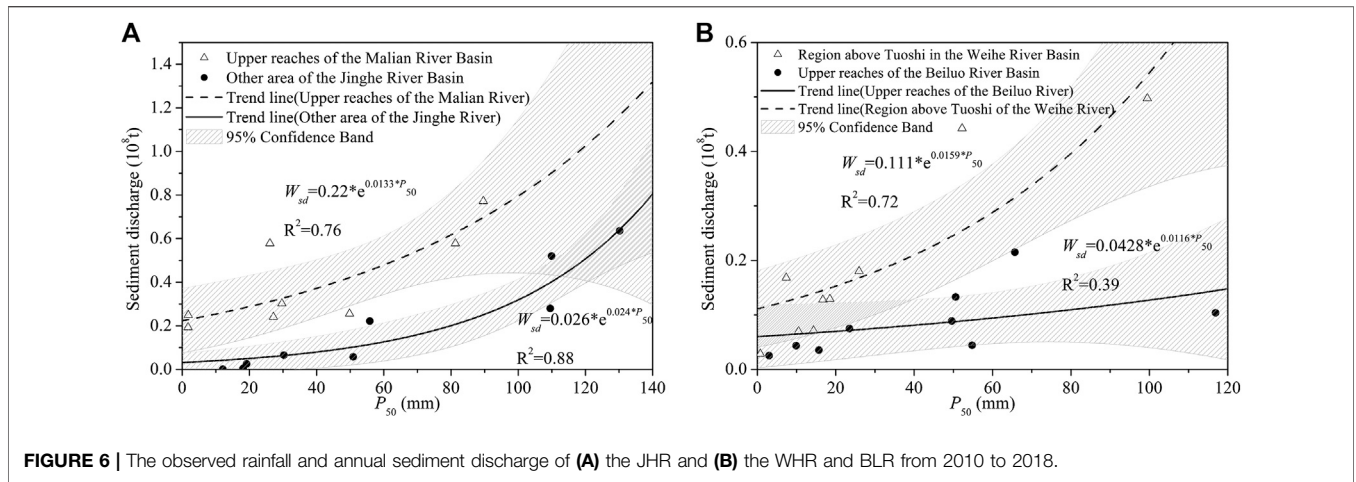 A
Upper reaches of the Malian River Basin
Other area of the Jinghe River Basin
Trend line(Upper reaches of the Malian River)
Trend line(Other area of the Jinghe River)
95% Confidence Band
W_sd=0.22*e^0.0133*P_50
R²=0.76
W_sd=0.026*e^0.024*P_50
R²=0.88
Sediment discharge (10⁸t)
1.4
1.2
1.0
0.8
0.6
0.4
0.2
0.0
0 20 40 60 80 100 120 140
P₅₀ (mm)
B
Region above Tuoshi in the Weihe River Basin
Upper reaches of the Beiluo River Basin
Trend line(Upper reaches of the Beiluo River)
Trend line(Region above Tuoshi of the Weihe River)
95% Confidence Band
W_sd=0.111*e^0.0159*P_50
R²=0.72
W_sd=0.0428*e^0.0116*P_50
R²=0.39
Sediment discharge (10⁸t)
0.6
0.4
0.2
0.0
0 20 40 60 80 100 120
P₅₀ (mm)
FIGURE 6 | The observed rainfall and annual sediment discharge of (A) the JHR and (B) the WHR and BLR from 2010 to 2018.